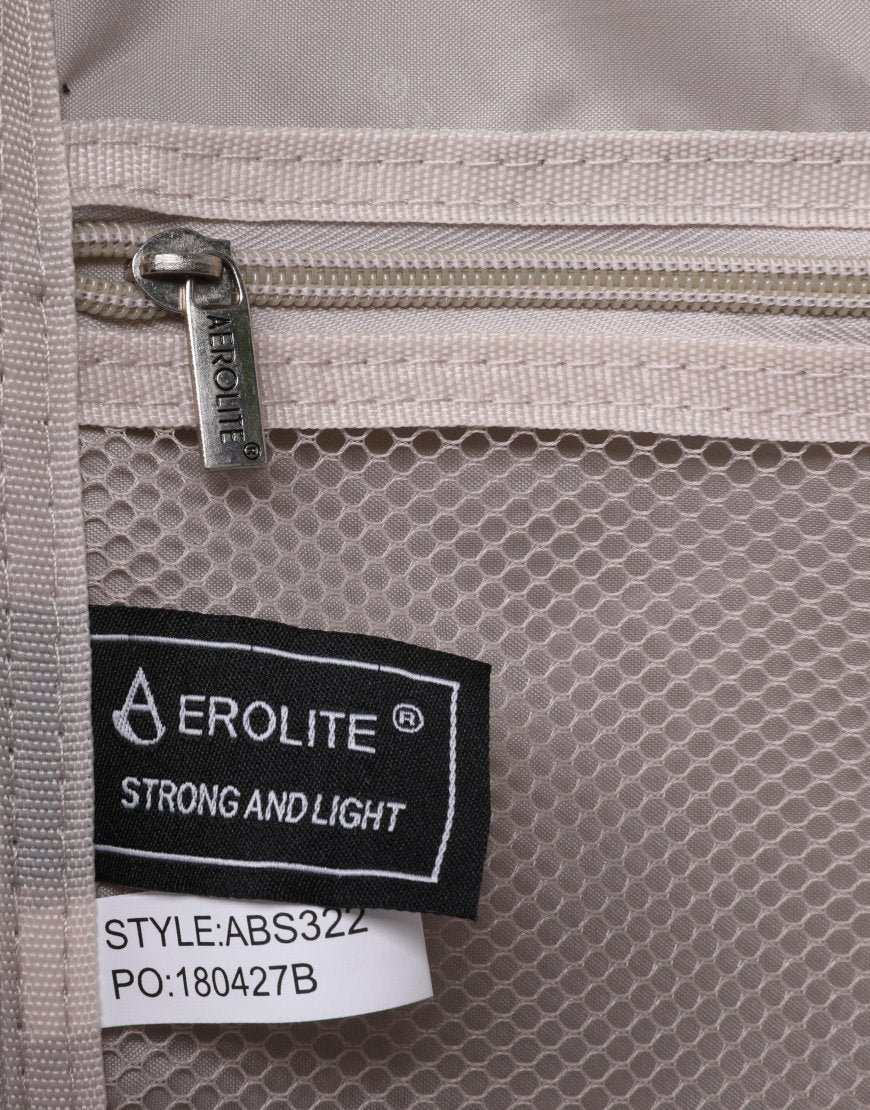 AEROLITE®
AEROLITE®
STRONG AND LIGHT
STYLE:ABS322
PO:180427B